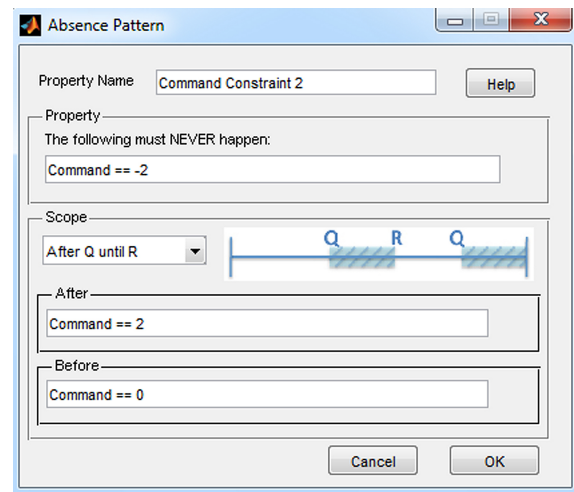 Absence Pattern
Property Name Command Constraint 2 Help
Property
The following must NEVER happen:
Command == -2
Scope
After Q until R Q R Q
After
Command == 2
Before
Command == 0
Cancel OK